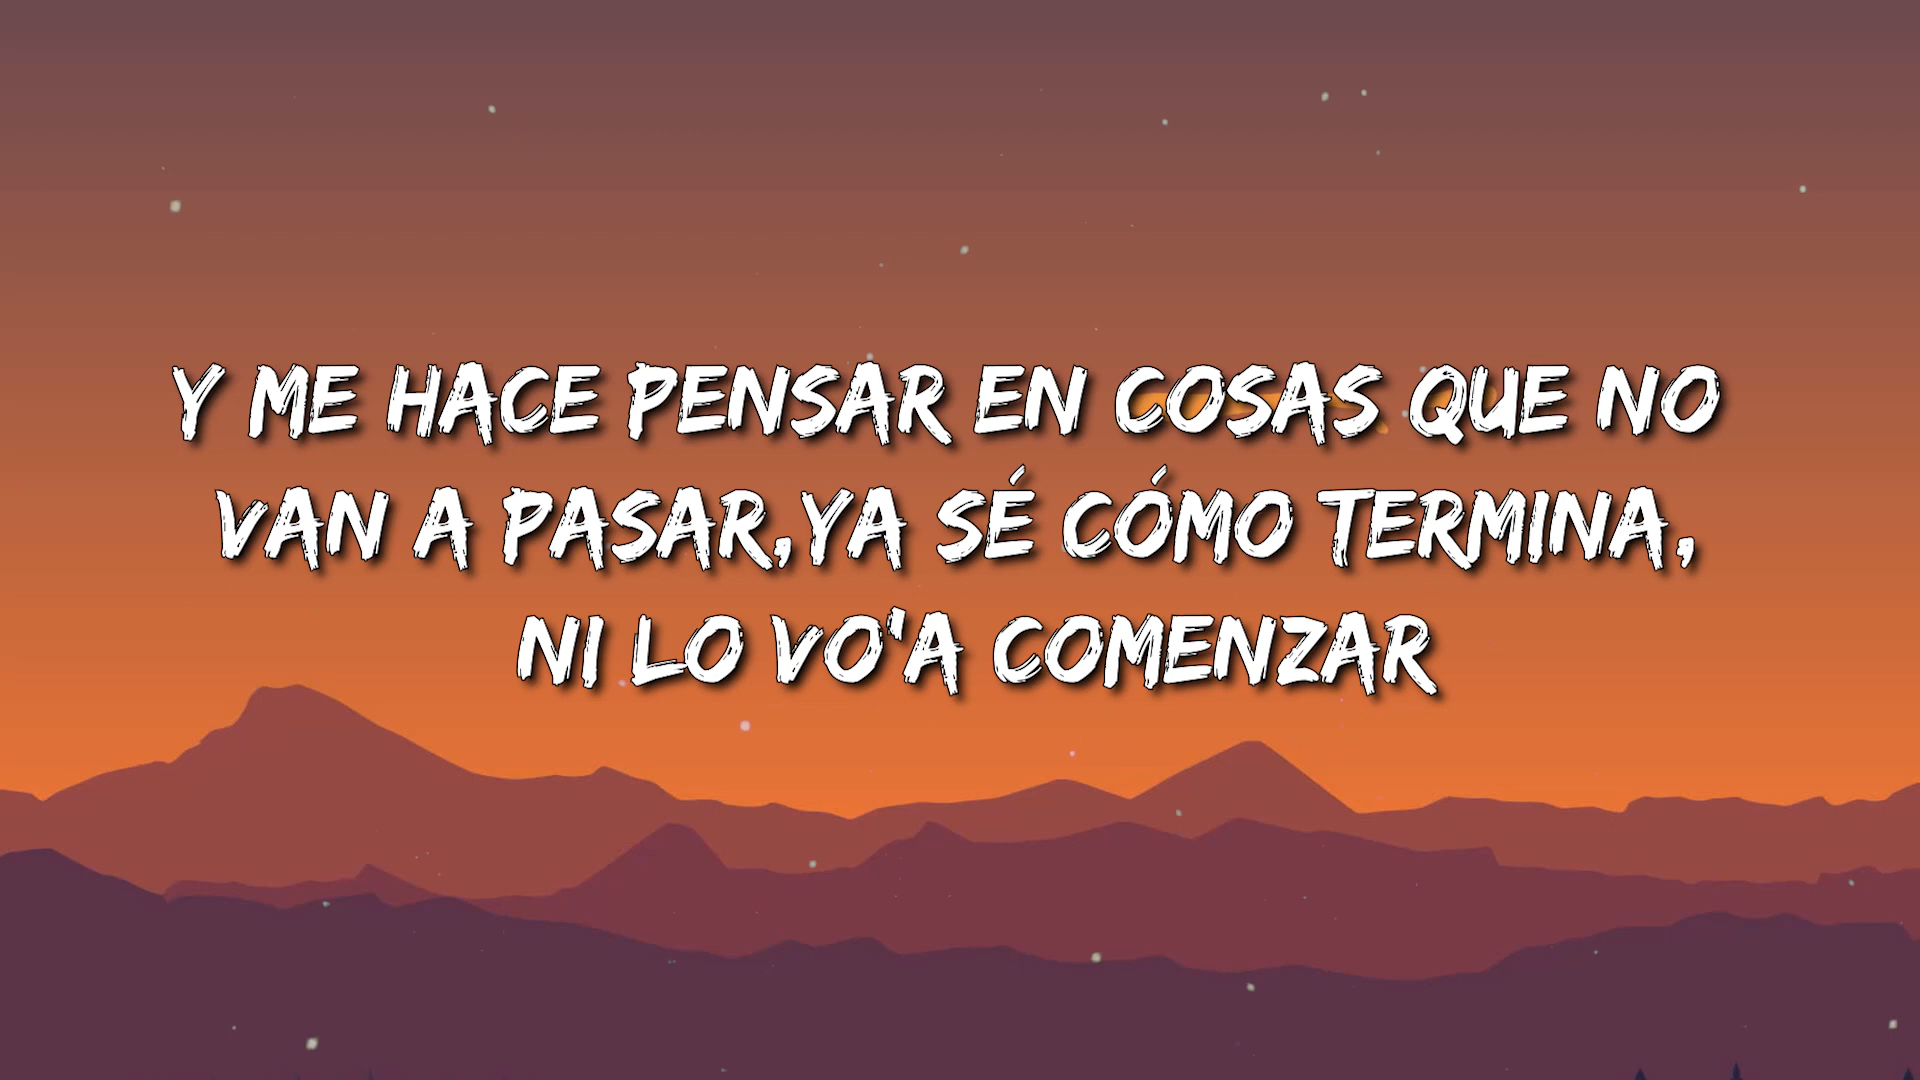 Y ME HACE PENSAR EN COSAS QUE NO
VAN A PASAR,YA SÉ CÓMO TERMINA,
NI LO VO'A COMENZAR